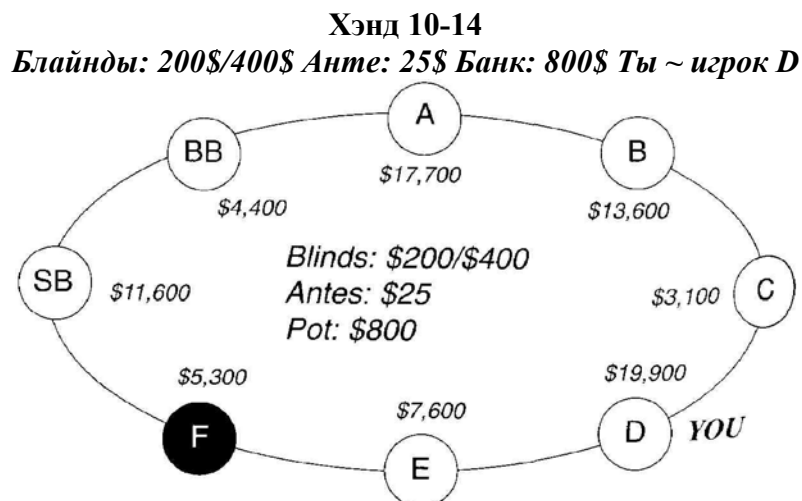 Хэнд 10-14
Блайнды: 200$/400$ Анте: 25$ Банк: 800$ Ты ~ игрок D
A
BB
B
$17,700
$4,400
$13,600
Blinds: $200/$400
SB
$11,600
Antes: $25
$3,100
C
Pot: $800
$5,300
$19,900
$7,600
F
D
YOU
E